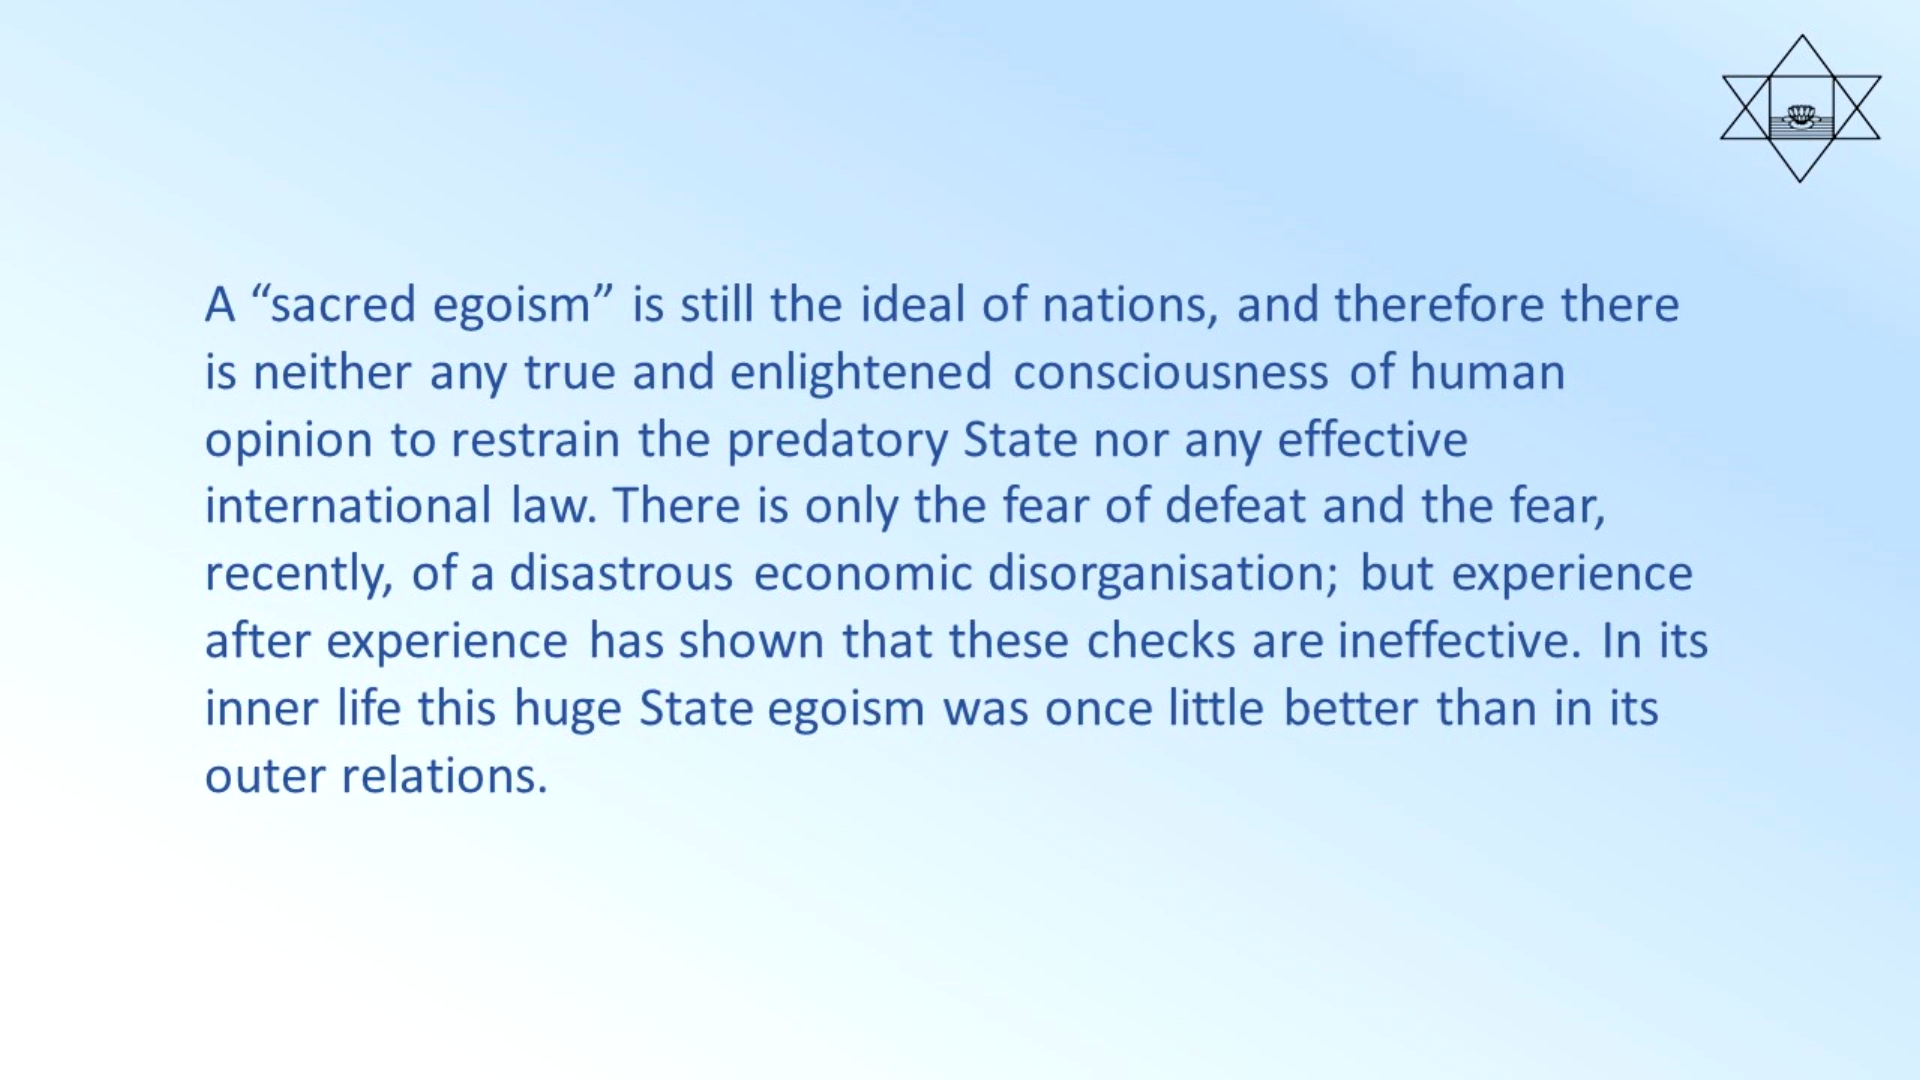 A “sacred egoism” is still the ideal of nations, and therefore there
is neither any true and enlightened consciousness of human
opinion to restrain the predatory State nor any effective
international law. There is only the fear of defeat and the fear,
recently, of a disastrous economic disorganisation; but experience
after experience has shown that these checks are ineffective. In its
inner life this huge State egoism was once little better than in its
outer relations.